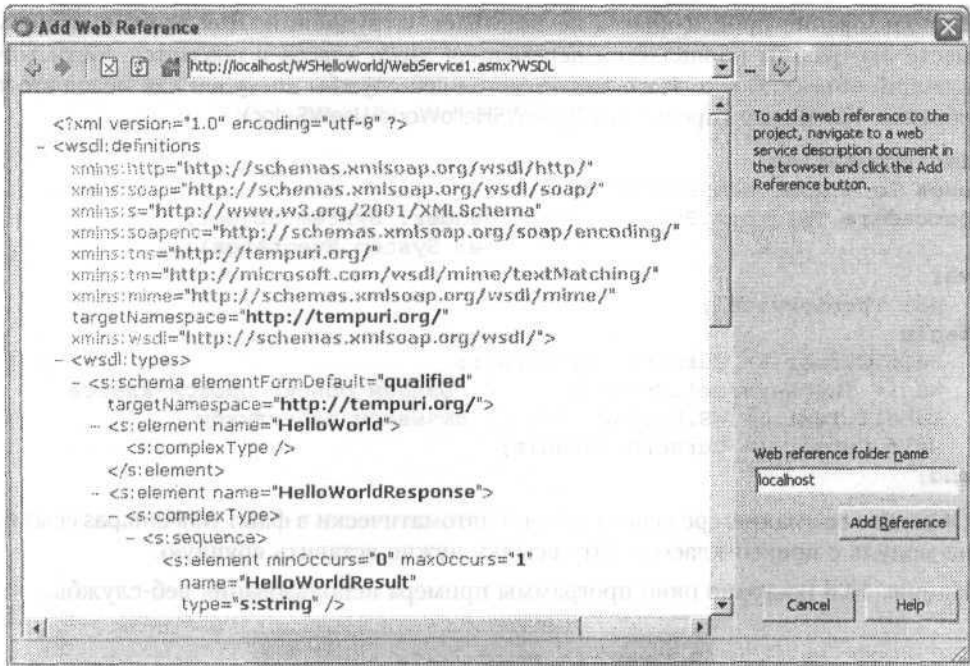 Add Web Reference
http://localhost/WSHelloWorld/WebService1.asmx?WSDL
...
<?xml version="1.0" encoding="utf-8" ?>
- <wsdl:definitions
xmlns:http="http://schemas.xmlsoap.org/wsdl/http/"
xmlns:soap="http://schemas.xmlsoap.org/wsdl/soap/"
xmlns:s="http://www.w3.org/2001/XMLSchema"
xmlns:soapenc="http://schemas.xmlsoap.org/soap/encoding/"
xmlns:tns="http://tempuri.org/"
xmlns:tm="http://microsoft.com/wsdl/mime/textMatching/"
xmlns:mime="http://schemas.xmlsoap.org/wsdl/mime/"
targetNamespace="http://tempuri.org/"
xmlns:wsdl="http://schemas.xmlsoap.org/wsdl/">
- <wsdl:types>
- <s:schema elementFormDefault="qualified"
targetNamespace="http://tempuri.org/">
- <s:element name="HelloWorld">
<s:complexType />
</s:element>
- <s:element name="HelloWorldResponse">
- <s:complexType>
- <s:sequence>
<s:element minOccurs="0" maxOccurs="1"
name="HelloWorldResult"
type="s:string" />
To add a web reference to the
project, navigate to a web
service description document in
the browser and click the Add
Reference button.
Web reference folder name
localhost
Add Reference
Cancel
Help